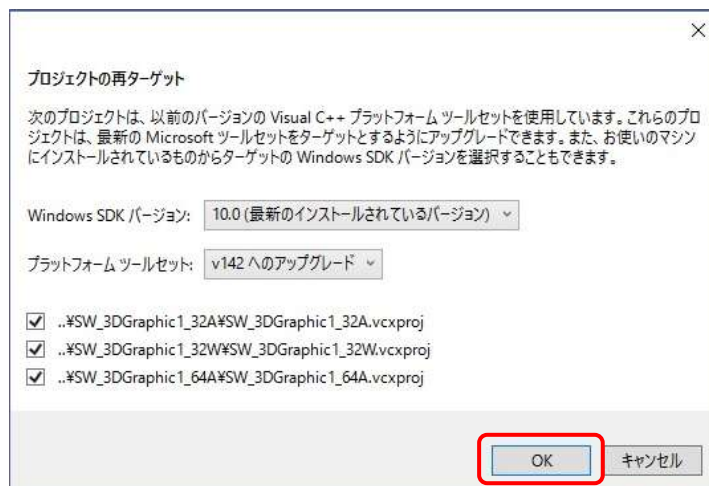 プロジェクトの再ターゲット
次のプロジェクトは、以前のバージョンの Visual C++ プラットフォーム ツールセットを使用しています。これらのプロ
ジェクトは、最新の Microsoft ツールセットをターゲットとするようにアップグレードできます。また、お使いのマシン
にインストールされているものからターゲットの Windows SDK バージョンを選択することもできます。
Windows SDK バージョン: 10.0 (最新のインストールされているバージョン)
プラットフォーム ツールセット: v142 へのアップグレード
..¥SW_3DGraphic1_32A¥SW_3DGraphic1_32A.vcxproj
..¥SW_3DGraphic1_32W¥SW_3DGraphic1_32W.vcxproj
..¥SW_3DGraphic1_64A¥SW_3DGraphic1_64A.vcxproj
OK キャンセル